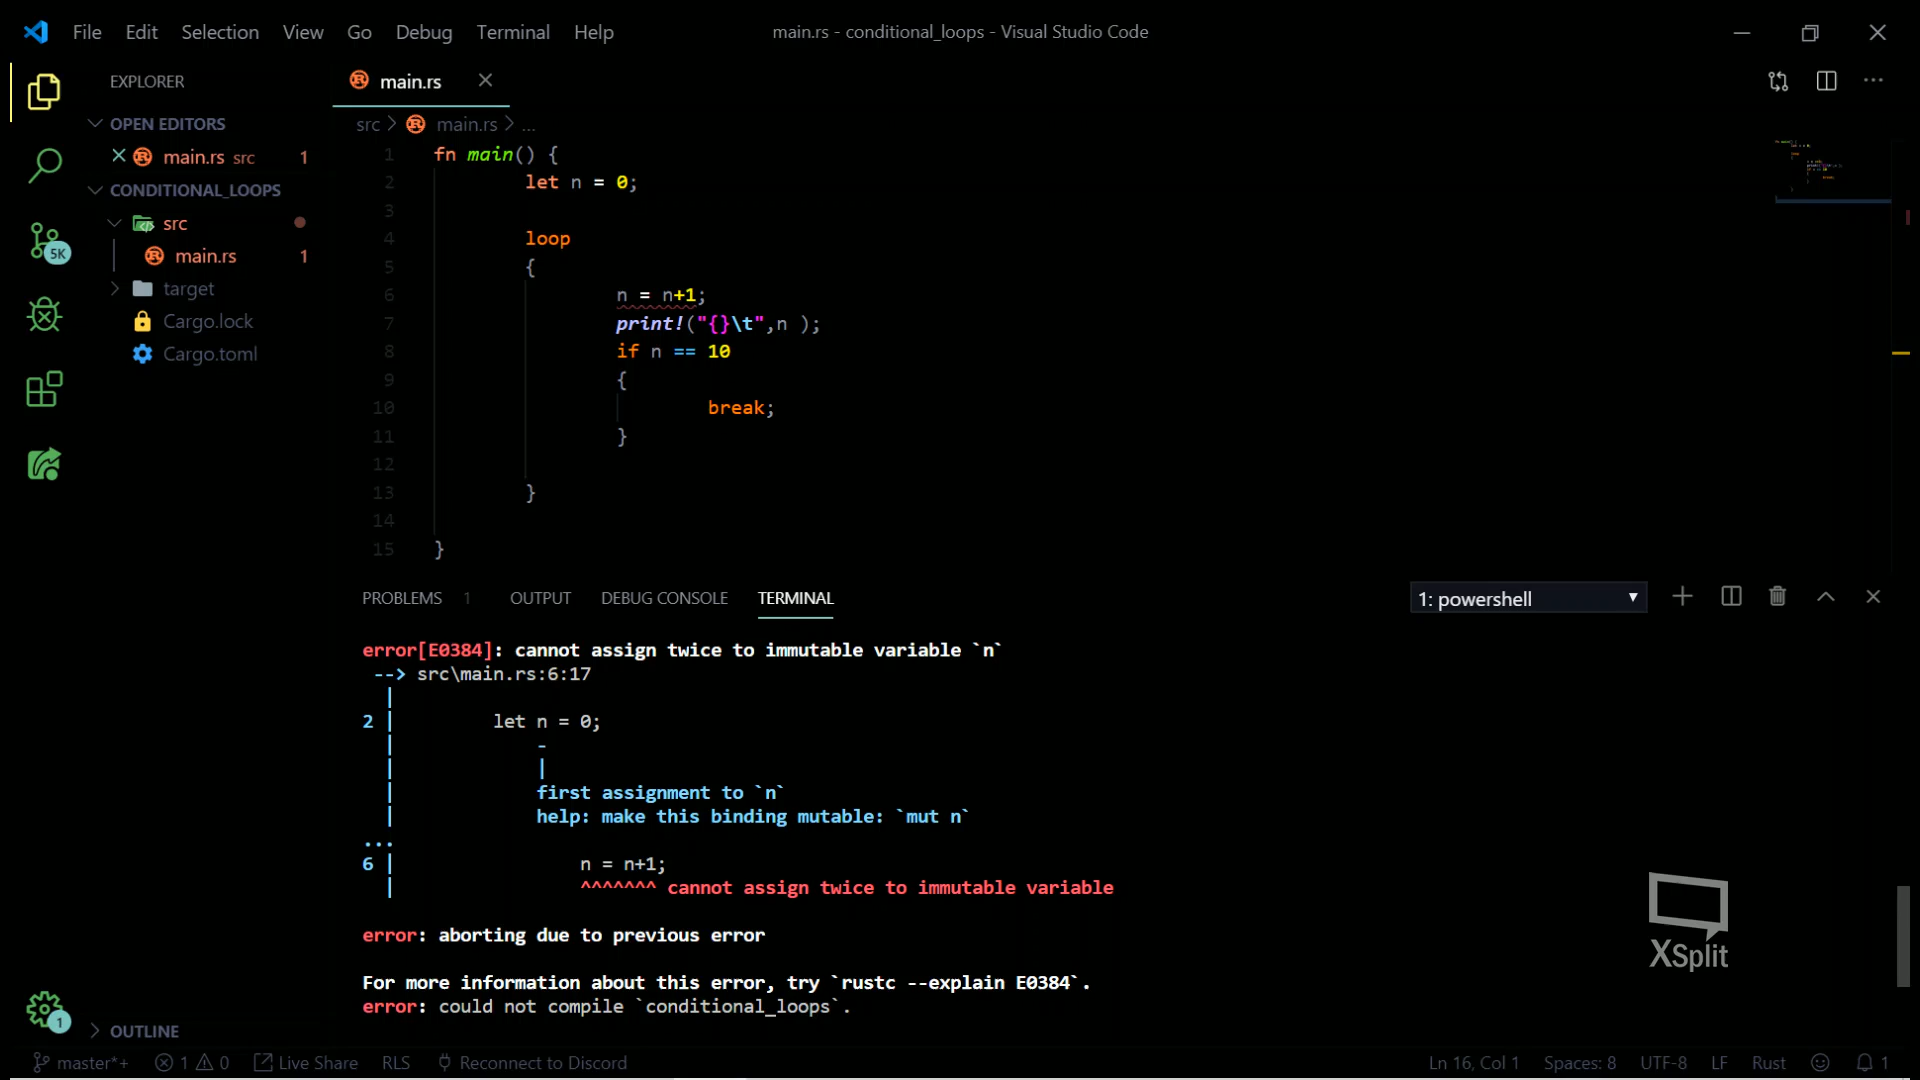 File Edit Selection View Go Debug Terminal Help
main.rs - conditional_loops - Visual Studio Code
EXPLORER
OPEN EDITORS
main.rs src 1
CONDITIONAL_LOOPS
src
main.rs 1
target
Cargo.lock
Cargo.toml
OUTLINE
5K
1
main.rs
src > main.rs > ...
1 fn main() {
2 let n = 0;
3
4 loop
5 {
6 n = n+1;
7 print!("{}\t",n );
8 if n == 10
9 {
10 break;
11 }
12
13 }
14
15 }
PROBLEMS 1 OUTPUT DEBUG CONSOLE TERMINAL
1: powershell
error[E0384]: cannot assign twice to immutable variable `n`
--> src\main.rs:6:17
|
2 | let n = 0;
| -
| |
| first assignment to `n`
| help: make this binding mutable: `mut n`
...
6 | n = n+1;
| ^^^^^^^ cannot assign twice to immutable variable
error: aborting due to previous error
For more information about this error, try `rustc --explain E0384`.
error: could not compile `conditional_loops`.
XSplit
master*+ 1 0 Live Share RLS Reconnect to Discord
Ln 16, Col 1 Spaces: 8 UTF-8 LF Rust 1